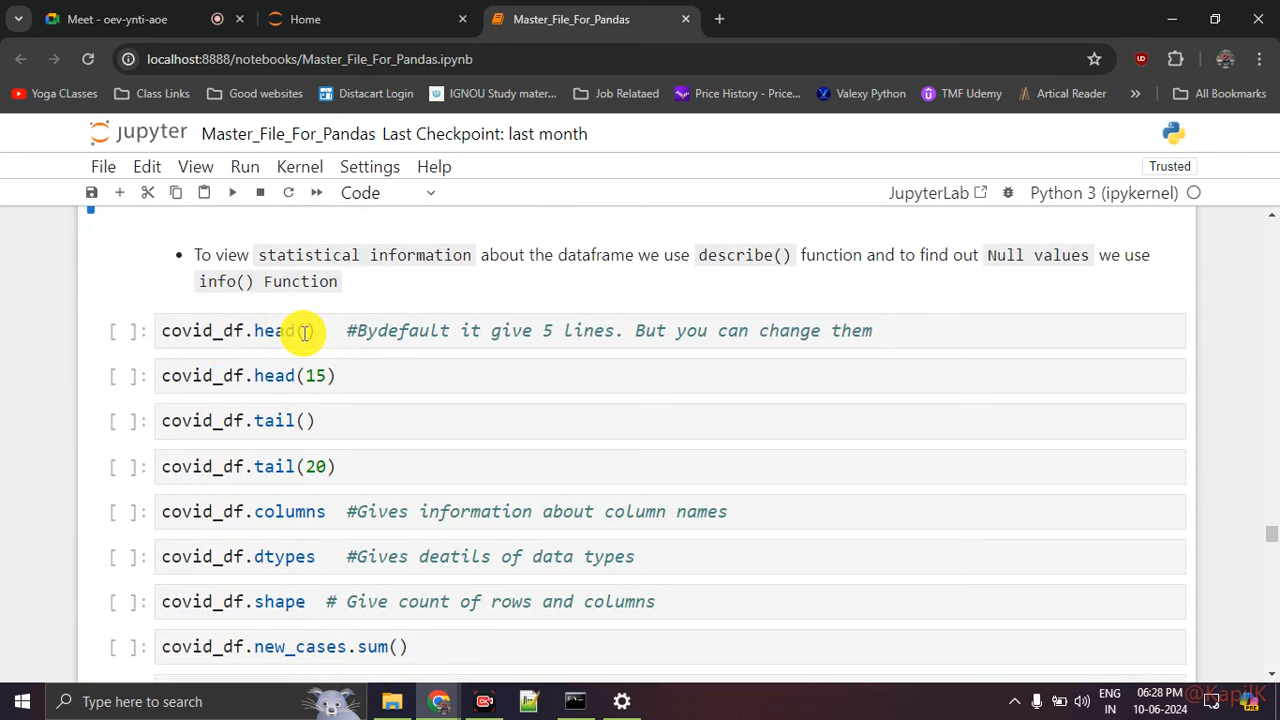 Meet - oev-ynti-aoe
Home
Master_File_For_Pandas
localhost:8888/notebooks/Master_File_For_Pandas.ipynb
Yoga CLasses
Class Links
Good websites
Distacart Login
IGNOU Study mater...
Job Relataed
Price History - Price...
Valexy Python
TMF Udemy
Artical Reader
All Bookmarks
jupyter Master_File_For_Pandas Last Checkpoint: last month
File Edit View Run Kernel Settings Help
Trusted
Code
JupyterLab
Python 3 (ipykernel)
• To view statistical information about the dataframe we use describe() function and to find out Null values we use
info() Function
[ ]: covid_df.head() #Bydefault it give 5 lines. But you can change them
[ ]: covid_df.head(15)
[ ]: covid_df.tail()
[ ]: covid_df.tail(20)
[ ]: covid_df.columns #Gives information about column names
[ ]: covid_df.dtypes #Gives deatils of data types
[ ]: covid_df.shape # Give count of rows and columns
[ ]: covid_df.new_cases.sum()
Type here to search
ENG
IN
06:28 PM
10-06-2024
@KapilK